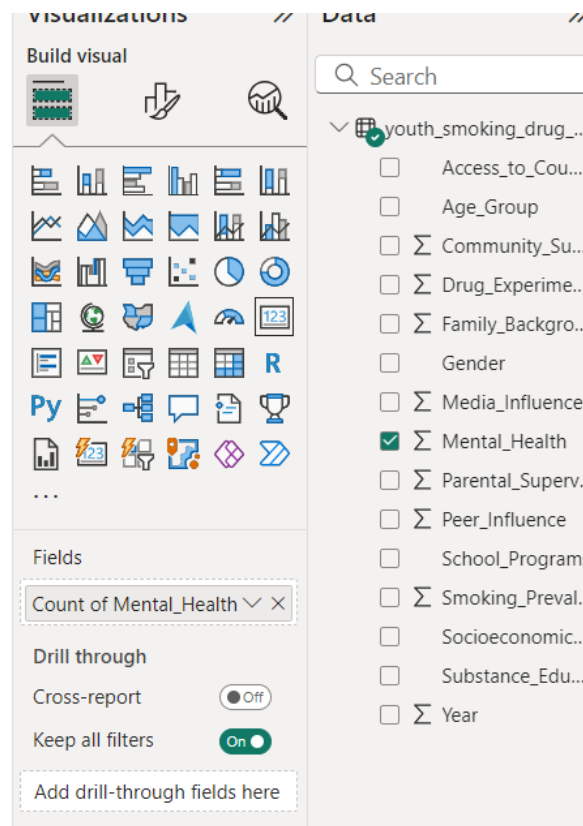 Visualizations
Data
Build visual
Search
youth_smoking_drug_...
Access_to_Cou...
Age_Group
Community_Su...
Drug_Experime...
Family_Backgro...
Gender
Media_Influence
Mental_Health
Parental_Superv.
Peer_Influence
School_Program
Smoking_Preval.
Socioeconomic...
Substance_Edu...
Year
123
R
Py
123
...
Fields
Count of Mental_Health
Drill through
Cross-report
Off
Keep all filters
On
Add drill-through fields here